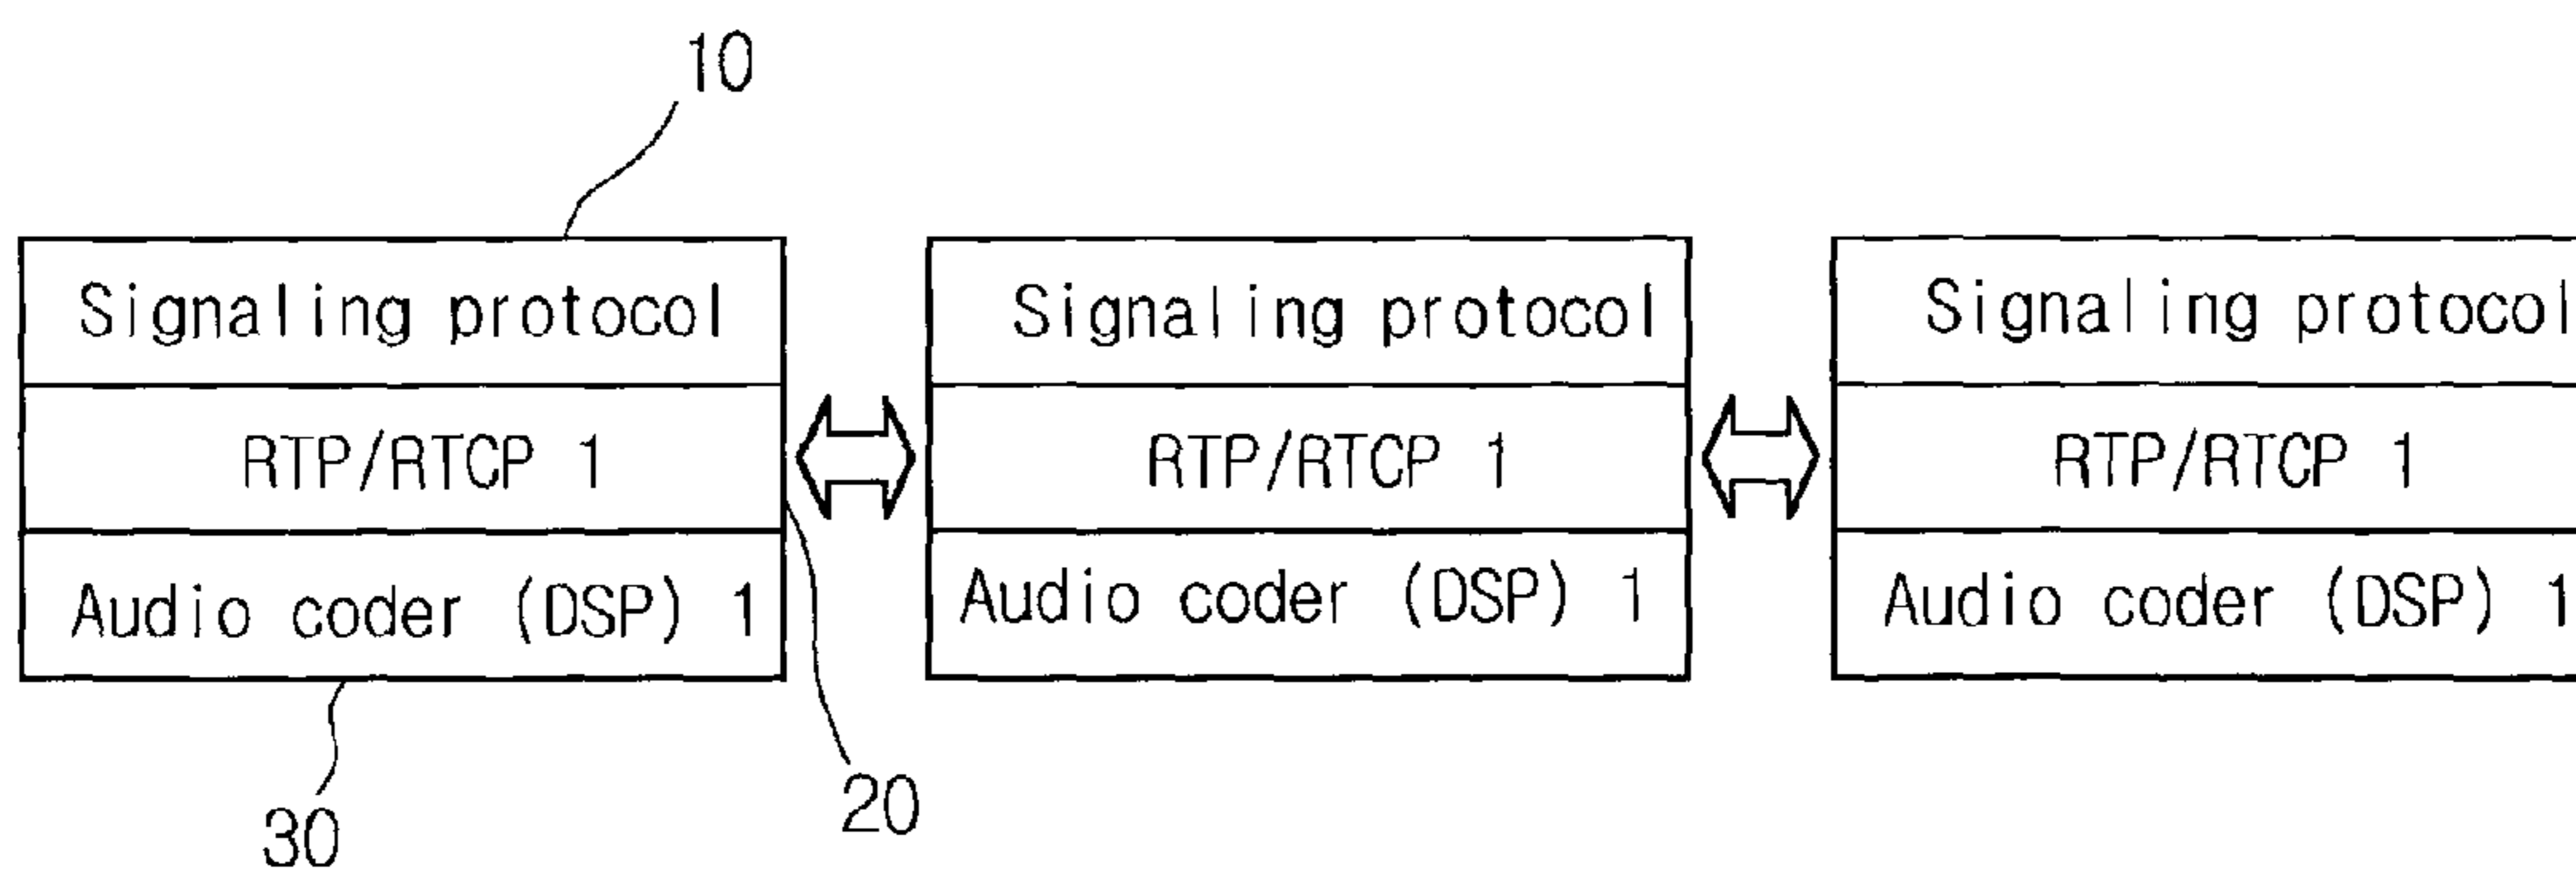 10
Signaling protocol
RTP/RTCP 1
Audio coder (DSP) 1
20
30
Signaling protocol
RTP/RTCP 1
Audio coder (DSP) 1
Signaling protocol
RTP/RTCP 1
Audio coder (DSP) 1